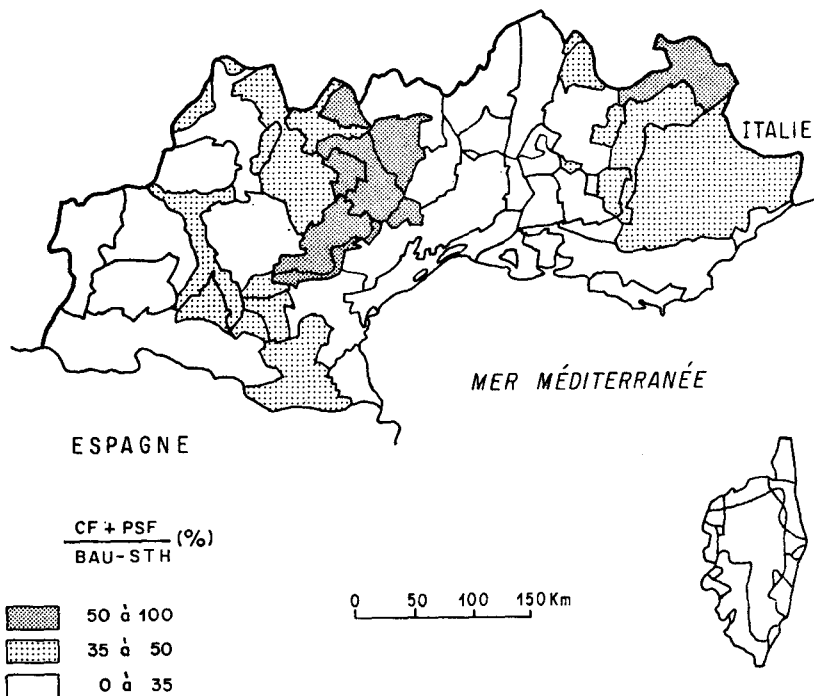 ITALIE
MER MÉDITERRANÉE
ESPAGNE
CF + PSF
BAU-STH (%)
50 à 100
35 à 50
0 à 35
0 50 100 150 Km